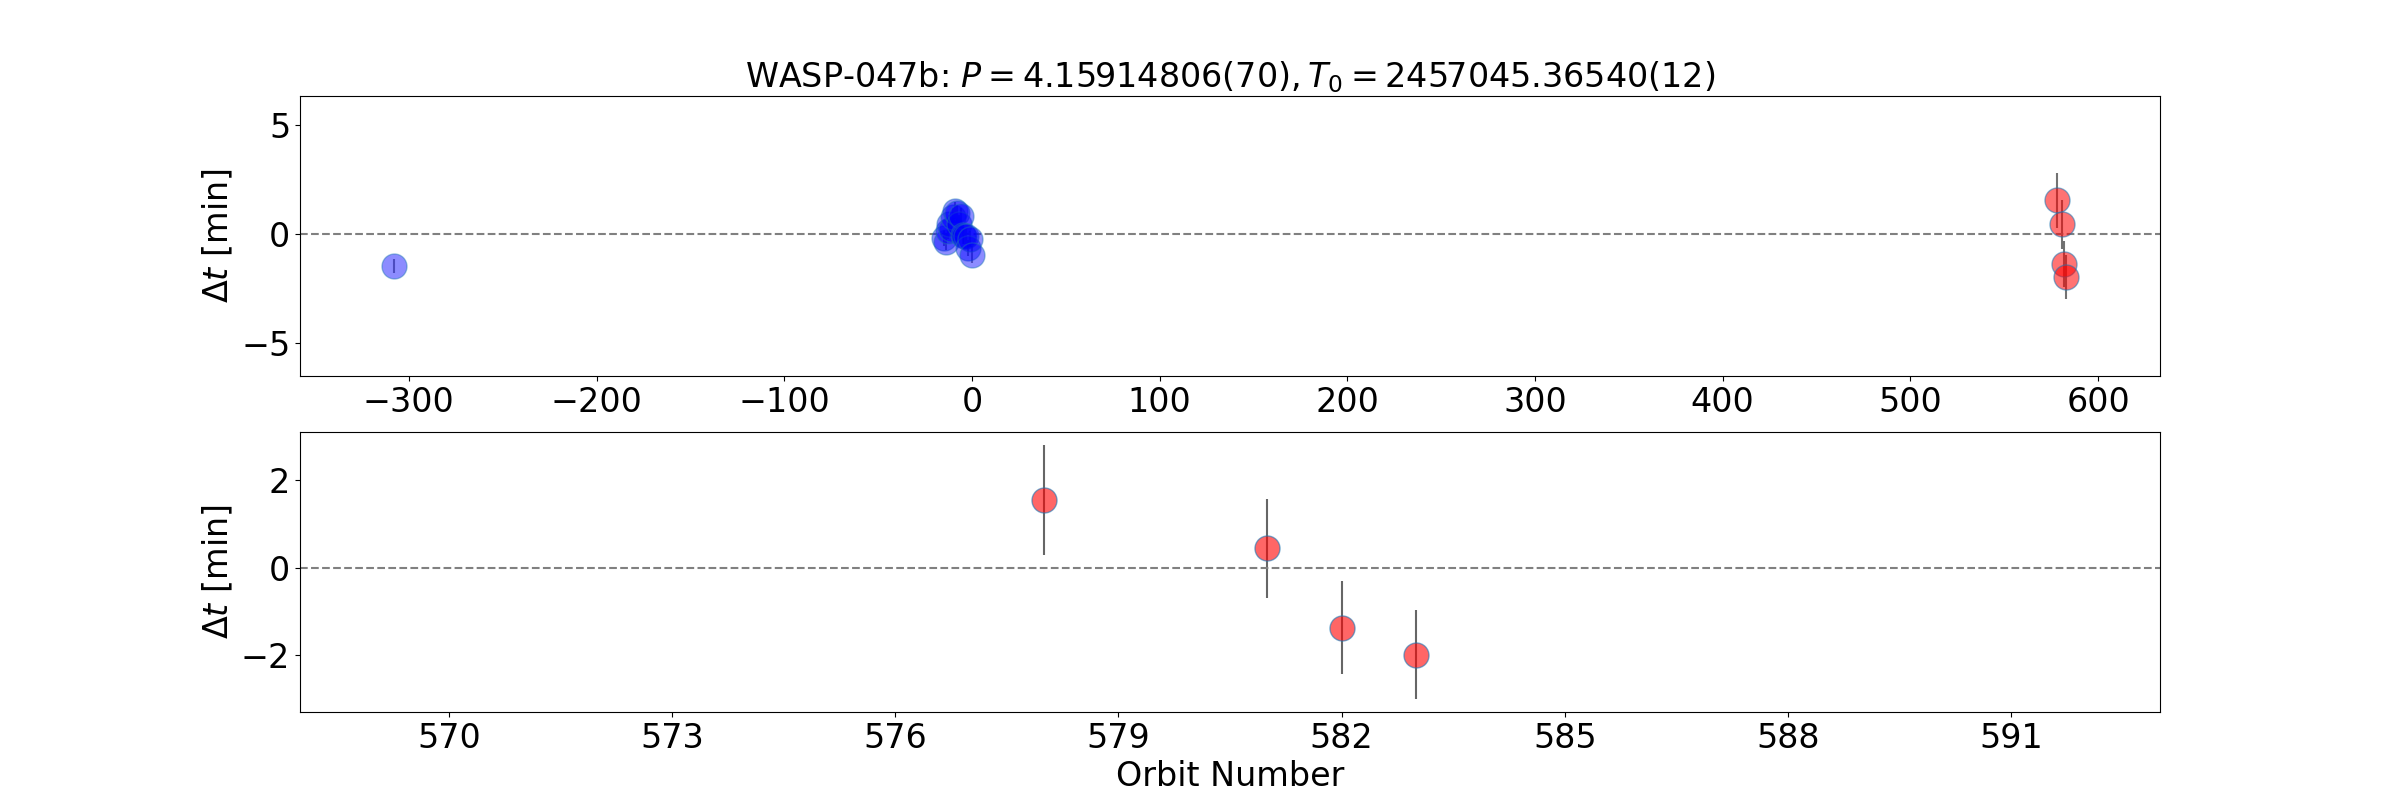 WASP-047b: P = 4.15914806(70), T₀ = 2457045.36540(12)
Δt [min]
5
0
−5
−300 −200 −100 0 100 200 300 400 500 600
Δt [min]
2
0
−2
570 573 576 579 582 585 588 591
Orbit Number